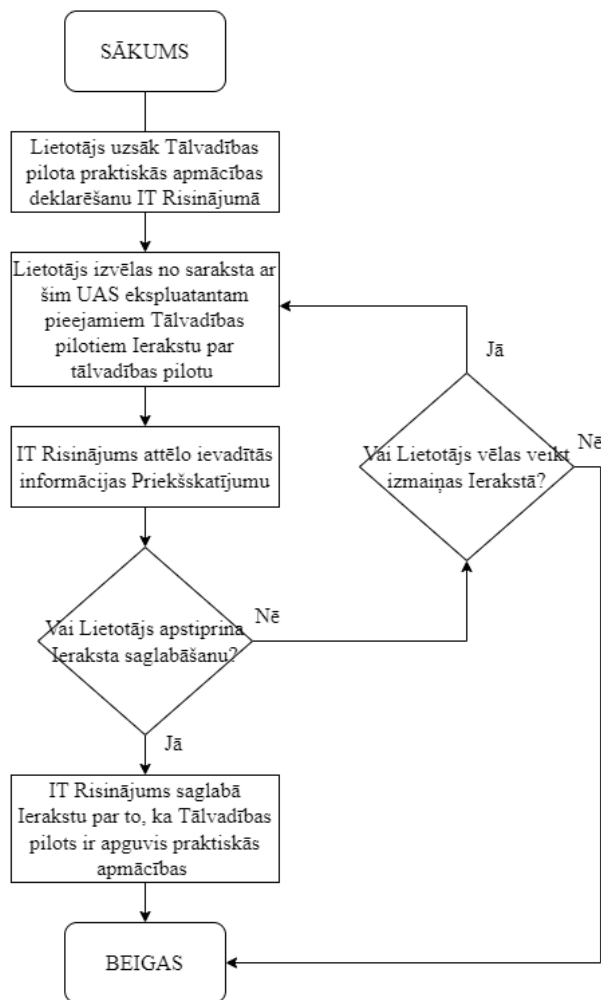 SĀKUMS
Lietotājs uzsāk Tālvadības
pilota praktiskās apmācības
deklarēšanu IT Risinājumā
Lietotājs izvēlas no saraksta ar
šim UAS ekspluatantam
pieejamiem Tālvadības
pilotiem Ierakstu par
tālvadības pilotu
Jā
IT Risinājums attēlo ievadītās
informācijas Priekšskatījumu
Vai Lietotājs vēlas veikt
izmaiņas Ierakstā?
Nē
Vai Lietotājs apstiprina
Ieraksta saglabāšanu?
Nē
Jā
IT Risinājums saglabā
Ierakstu par to, ka Tālvadības
pilots ir apguvis praktiskās
apmācības
BEIGAS